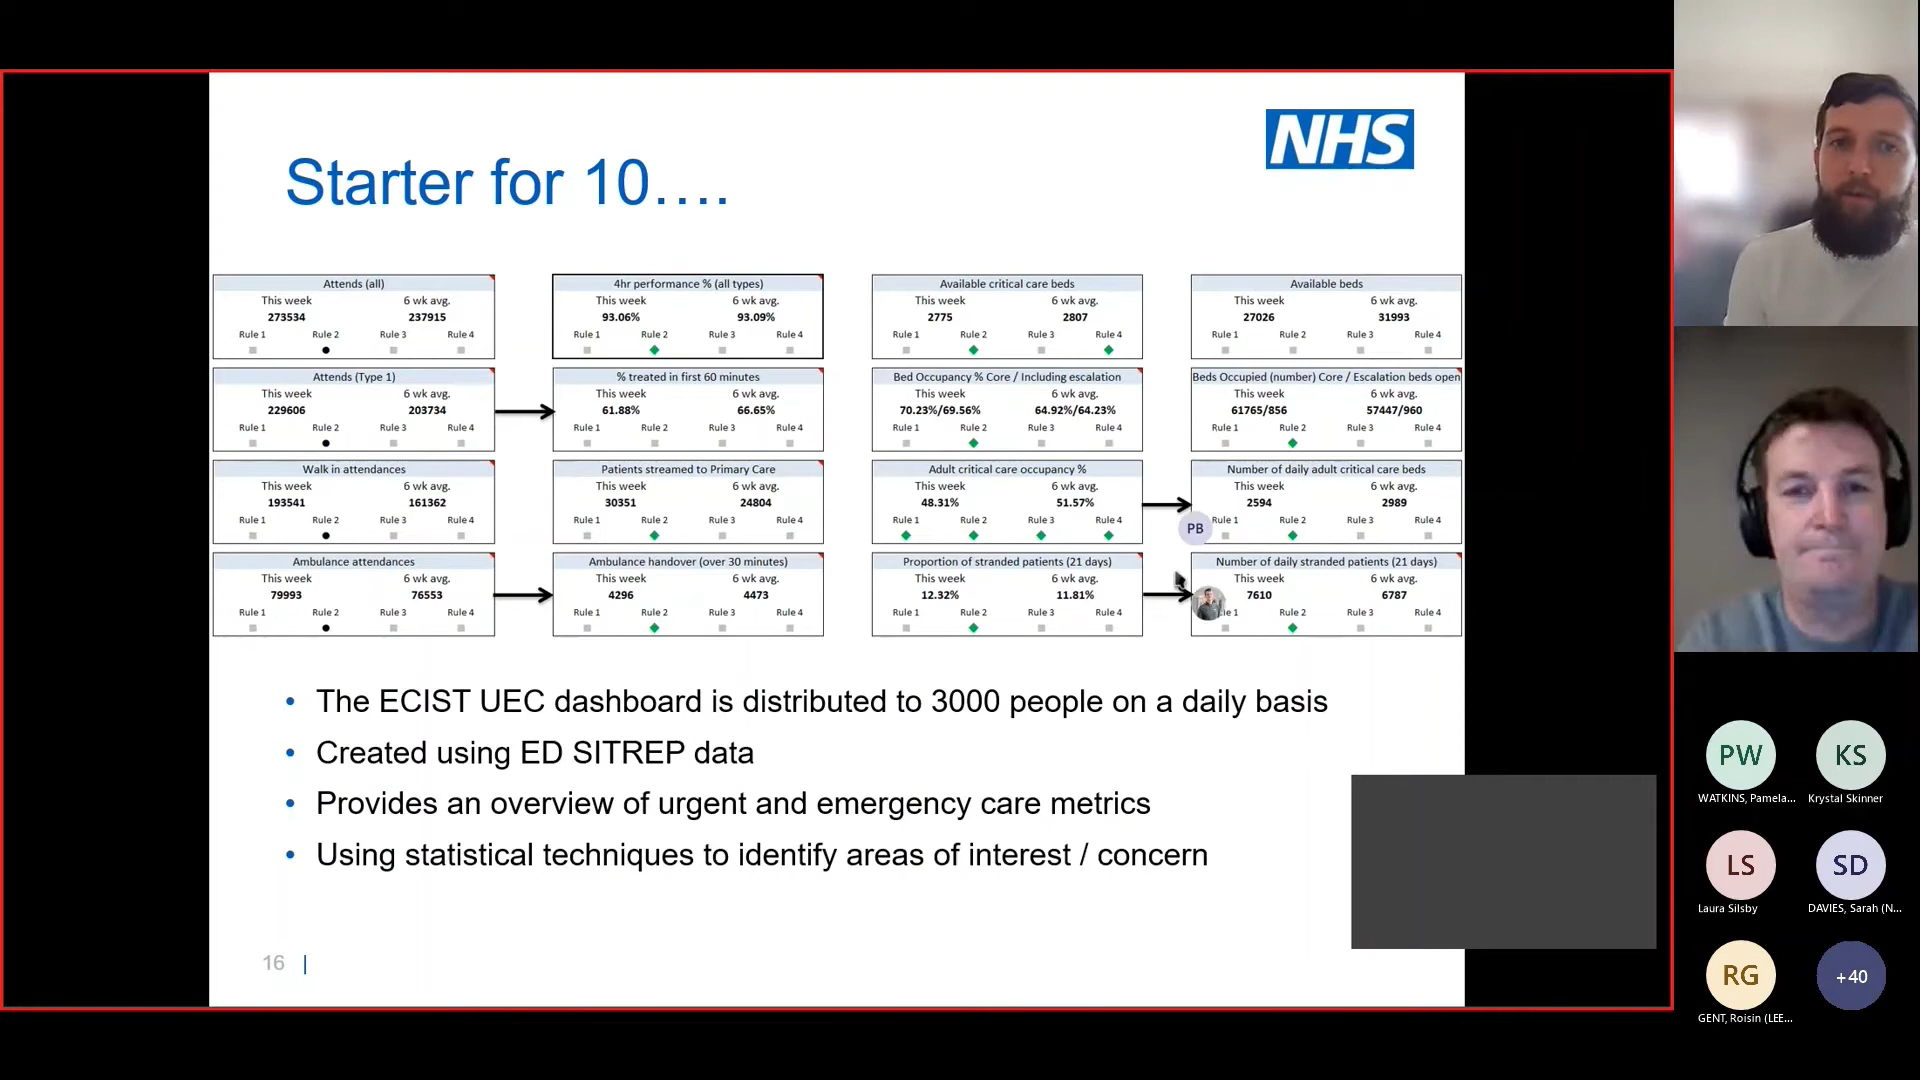 NHS
Starter for 10….
Attends (all)
This week 6 wk avg.
273534 237915
Rule 1 Rule 2 Rule 3 Rule 4
4hr performance % (all types)
This week 6 wk avg.
93.06% 93.09%
Rule 1 Rule 2 Rule 3 Rule 4
Available critical care beds
This week 6 wk avg.
2775 2807
Rule 1 Rule 2 Rule 3 Rule 4
Available beds
This week 6 wk avg.
27026 31993
Rule 1 Rule 2 Rule 3 Rule 4
Attends (Type 1)
This week 6 wk avg.
229606 203734
Rule 1 Rule 2 Rule 3 Rule 4
% treated in first 60 minutes
This week 6 wk avg.
61.88% 66.65%
Rule 1 Rule 2 Rule 3 Rule 4
Bed Occupancy % Core / Including escalation
This week 6 wk avg.
70.23%/69.56% 64.92%/64.23%
Rule 1 Rule 2 Rule 3 Rule 4
Beds Occupied (number) Core / Escalation beds open
This week 6 wk avg.
61765/856 57447/960
Rule 1 Rule 2 Rule 3 Rule 4
Walk in attendances
This week 6 wk avg.
193541 161362
Rule 1 Rule 2 Rule 3 Rule 4
Patients streamed to Primary Care
This week 6 wk avg.
30351 24804
Rule 1 Rule 2 Rule 3 Rule 4
Adult critical care occupancy %
This week 6 wk avg.
48.31% 51.57%
Rule 1 Rule 2 Rule 3 Rule 4
Number of daily adult critical care beds
This week 6 wk avg.
2594 2989
PB
Rule 1 Rule 2 Rule 3 Rule 4
Ambulance attendances
This week 6 wk avg.
79993 76553
Rule 1 Rule 2 Rule 3 Rule 4
Ambulance handover (over 30 minutes)
This week 6 wk avg.
4296 4473
Rule 1 Rule 2 Rule 3 Rule 4
Proportion of stranded patients (21 days)
This week 6 wk avg.
12.32% 11.81%
Rule 1 Rule 2 Rule 3 Rule 4
Number of daily stranded patients (21 days)
This week 6 wk avg.
7610 6787
le 1 Rule 2 Rule 3 Rule 4
• The ECIST UEC dashboard is distributed to 3000 people on a daily basis
• Created using ED SITREP data
• Provides an overview of urgent and emergency care metrics
• Using statistical techniques to identify areas of interest / concern
16 |
PW KS
WATKINS, Pamela... Krystal Skinner
LS SD
Laura Silsby DAVIES, Sarah (N...
RG +40
GENT, Roisin (LEE...